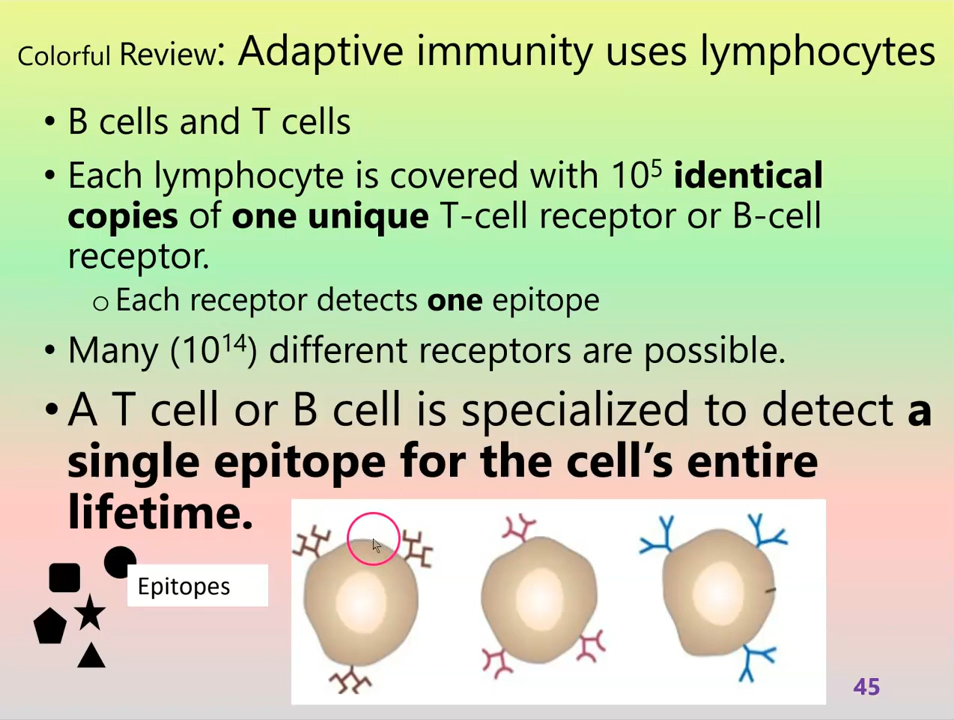 Colorful Review: Adaptive immunity uses lymphocytes
• B cells and T cells
• Each lymphocyte is covered with 10⁵ identical
copies of one unique T-cell receptor or B-cell
receptor.
o Each receptor detects one epitope
• Many (10¹⁴) different receptors are possible.
• A T cell or B cell is specialized to detect a
single epitope for the cell’s entire
lifetime.
Epitopes
45